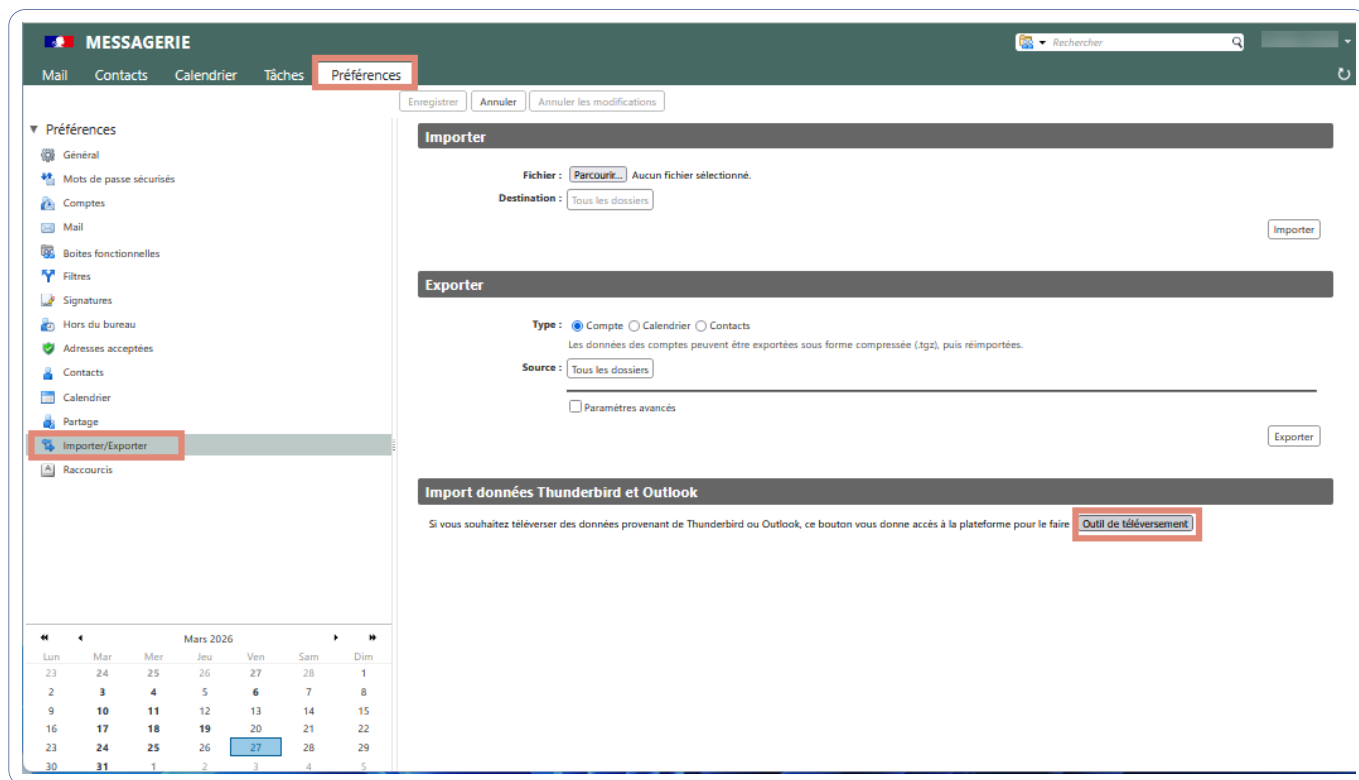 MESSAGERIE
Rechercher
Mail Contacts Calendrier Tâches Préférences
Enregistrer Annuler Annuler les modifications
Préférences
Général
Mots de passe sécurisés
Comptes
Mail
Boites fonctionnelles
Filtres
Signatures
Hors du bureau
Adresses acceptées
Contacts
Calendrier
Partage
Importer/Exporter
Raccourcis
Importer
Fichier : Parcourir... Aucun fichier sélectionné.
Destination : Tous les dossiers
Importer
Exporter
Type : Compte Calendrier Contacts
Les données des comptes peuvent être exportées sous forme compressée (.tgz), puis réimportées.
Source : Tous les dossiers
Paramètres avancés
Exporter
Import données Thunderbird et Outlook
Si vous souhaitez téléverser des données provenant de Thunderbird ou Outlook, ce bouton vous donne accès à la plateforme pour le faire Outil de téléversement
Mars 2026
Lun Mar Mer Jeu Ven Sam Dim
23 24 25 26 27 28 1
2 3 4 5 6 7 8
9 10 11 12 13 14 15
16 17 18 19 20 21 22
23 24 25 26 27 28 29
30 31 1 2 3 4 5